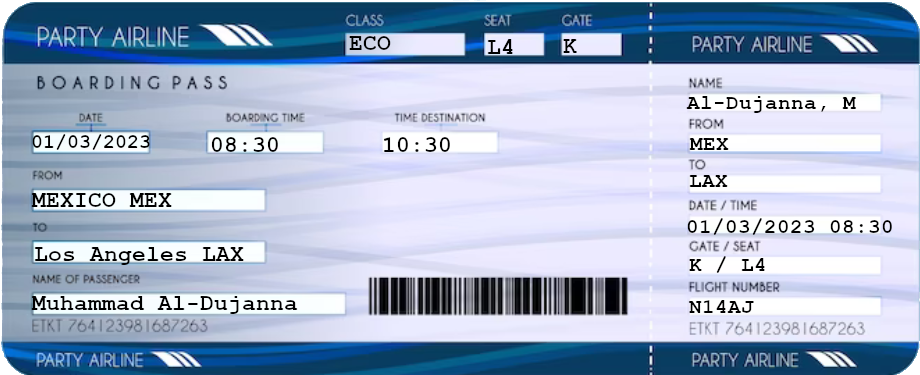 PARTY AIRLINE
CLASS
ECO
SEAT
L4
GATE
K
BOARDING PASS
DATE
01/03/2023
BOARDING TIME
08:30
TIME DESTINATION
10:30
FROM
MEXICO MEX
TO
Los Angeles LAX
NAME OF PASSENGER
Muhammad Al-Dujanna
ETKT 764123981687263
PARTY AIRLINE
PARTY AIRLINE
NAME
Al-Dujanna, M
FROM
MEX
TO
LAX
DATE / TIME
01/03/2023 08:30
GATE / SEAT
K / L4
FLIGHT NUMBER
N14AJ
ETKT 764123981687263
PARTY AIRLINE